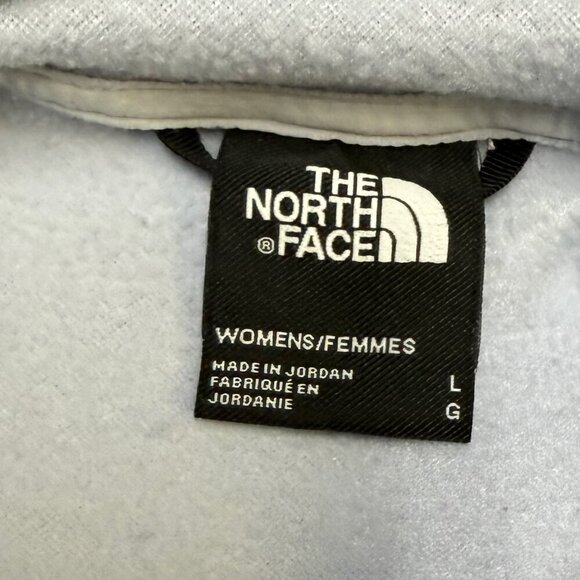 THE
NORTH
® FACE
WOMENS/FEMMES
MADE IN JORDAN
FABRIQUÉ EN
JORDANIE
L
G